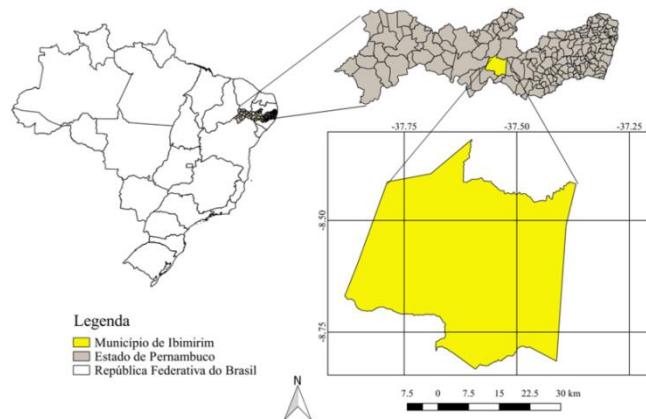 -37.75
-37.50
-37.25
-8.50
-8.75
Legenda
Município de Ibimirim
Estado de Pernambuco
República Federativa do Brasil
N
7.5 0 7.5 15 22.5 30 km